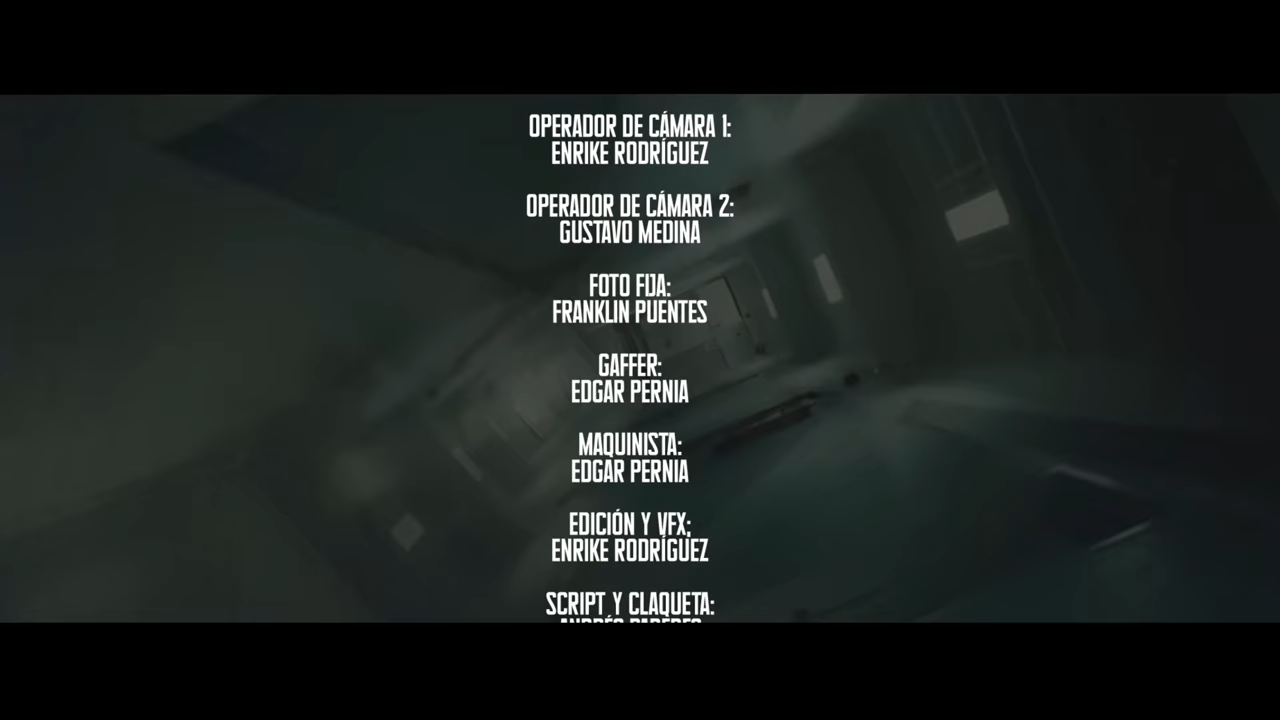 OPERADOR DE CÁMARA 1:
ENRIKE RODRÍGUEZ
OPERADOR DE CÁMARA 2:
GUSTAVO MEDINA
FOTO FIJA:
FRANKLIN PUENTES
GAFFER:
EDGAR PERNIA
MAQUINISTA:
EDGAR PERNIA
EDICIÓN Y VFX:
ENRIKE RODRÍGUEZ
SCRIPT Y CLAQUETA: